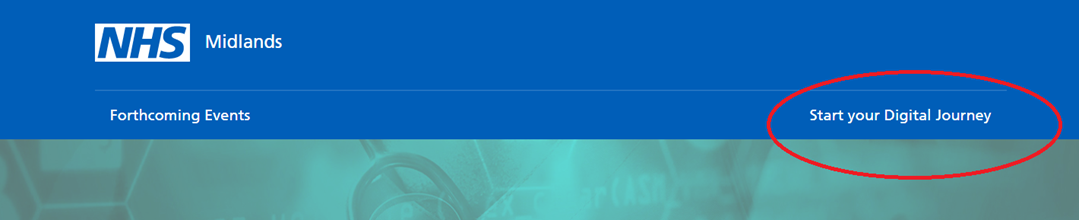 NHS Midlands
Forthcoming Events
Start your Digital Journey